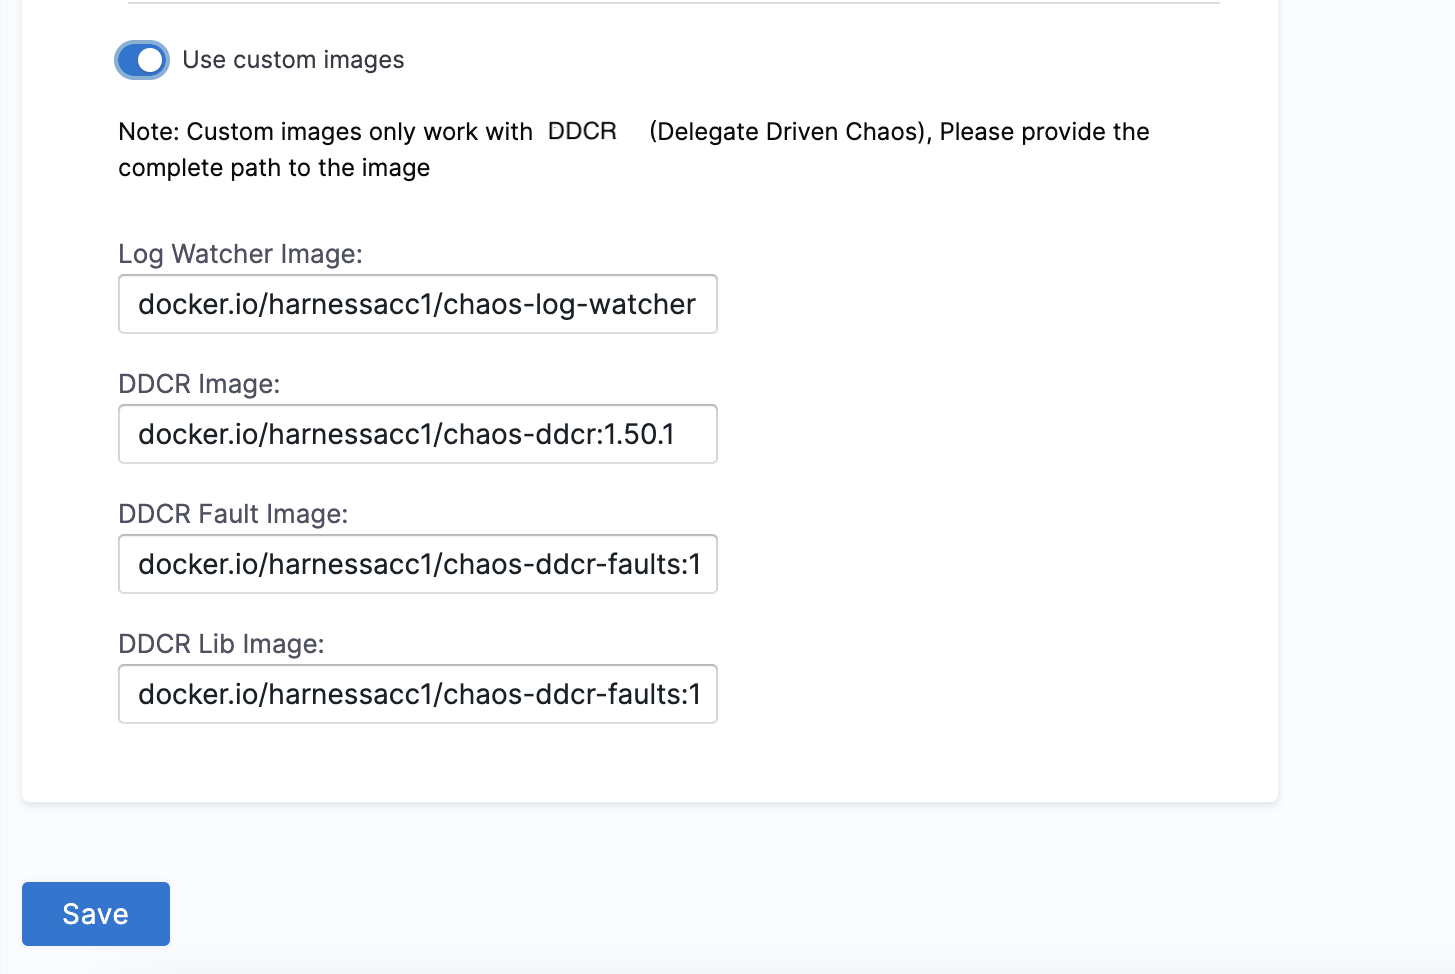 Use custom images
Note: Custom images only work with DDCR (Delegate Driven Chaos), Please provide the
complete path to the image
Log Watcher Image:
docker.io/harnessacc1/chaos-log-watcher
DDCR Image:
docker.io/harnessacc1/chaos-ddcr:1.50.1
DDCR Fault Image:
docker.io/harnessacc1/chaos-ddcr-faults:1
DDCR Lib Image:
docker.io/harnessacc1/chaos-ddcr-faults:1
Save